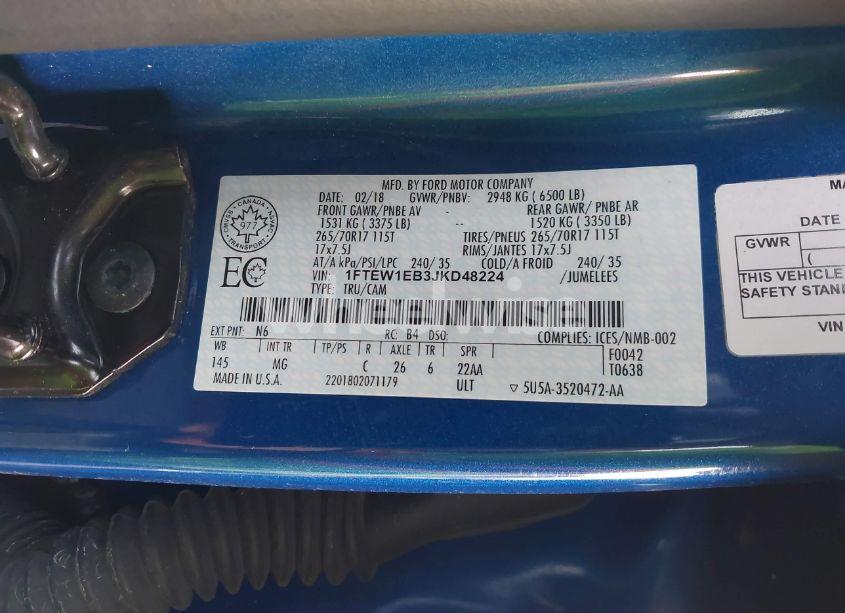 MFD. BY FORD MOTOR COMPANY
DATE: 02/18 GVWR/PNBV: 2948 KG ( 6500 LB)
FRONT GAWR/PNBE AV - REAR GAWR/ PNBE AR
1531 KG ( 3375 LB) -- 1520 KG ( 3350 LB)
265/70R17 115T TIRES/PNEUS 265/70R17 115T
17x7.5J RIMS/JANTES 17x7.5J
AT/A kPa/PSI/LPC 240/ 35 COLD/A FROID 240/ 35
VIN: 1FTEW1EB3JKD48224 /JUMELEES
TYPE: TRU/CAM
CANADA
977
TRANSPORT
EC
wheelwise
EXT PNT: N6 RC: B4 DSO: COMPLIES: ICES/NMB-002
WB INT TR TP/PS R AXLE TR SPR F0042
145 MG C 26 6 22AA T0638
MADE IN U.S.A. 2201802071179 ULT ▽ 5U5A-3520472-AA
MA
DATE
GVWR
(
THIS VEHICLE
SAFETY STAN
VIN